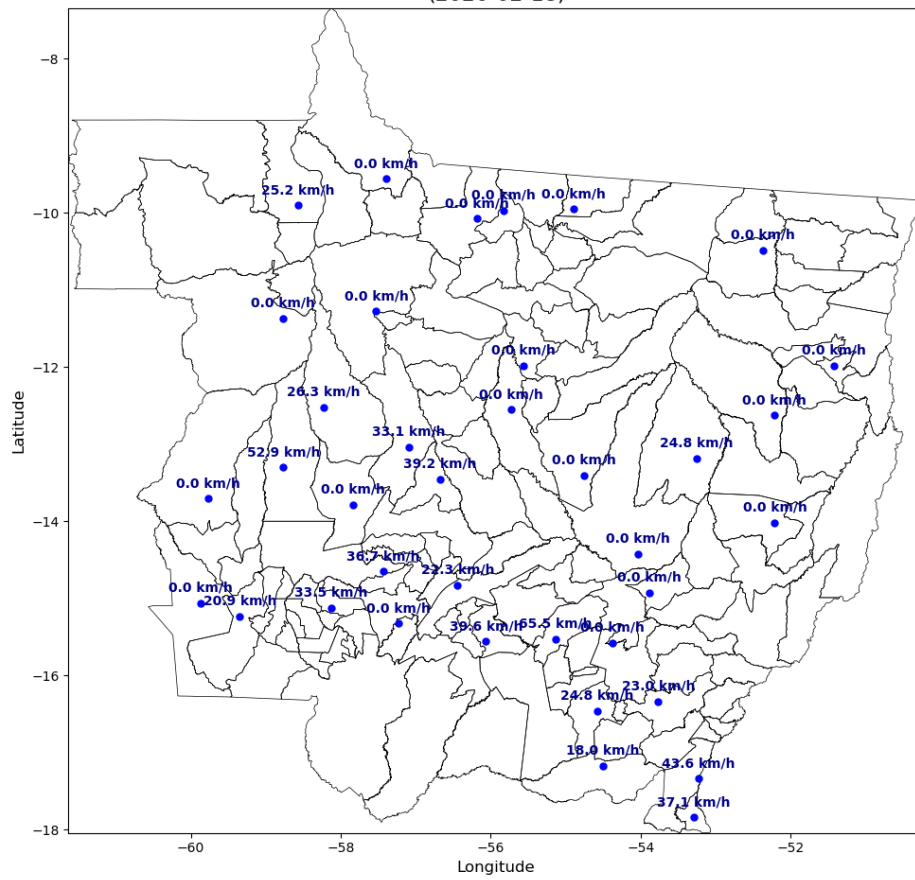 −8
0.0 km/h
25.2 km/h
0.0 km/h
0.0 km/h
0.0 km/h
−10
0.0 km/h
0.0 km/h
0.0 km/h
0.0 km/h
0.0 km/h
−12
26.3 km/h
0.0 km/h
0.0 km/h
33.1 km/h
52.9 km/h
39.2 km/h
24.8 km/h
0.0 km/h
0.0 km/h
0.0 km/h
0.0 km/h
−14
0.0 km/h
36.7 km/h
22.3 km/h
0.0 km/h
0.0 km/h
20.9 km/h
33.5 km/h
0.0 km/h
39.6 km/h
km/h
0.0 km/h
−16
24.8 km/h
23.0 km/h
18.0 km/h
43.6 km/h
37.1 km/h
−18
−60
−58
−56
−54
−52
Longitude
Latitude